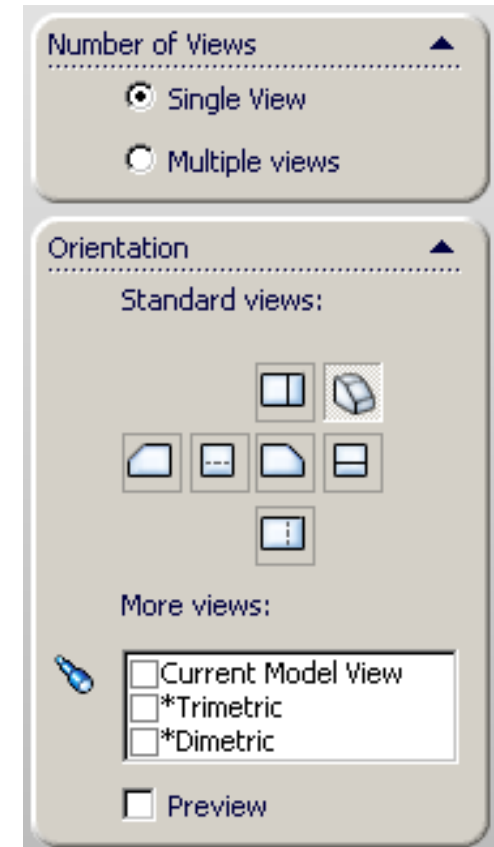 Number of Views
Single View
Multiple views
Orientation
Standard views:
More views:
Current Model View
*Trimetric
*Dimetric
Preview